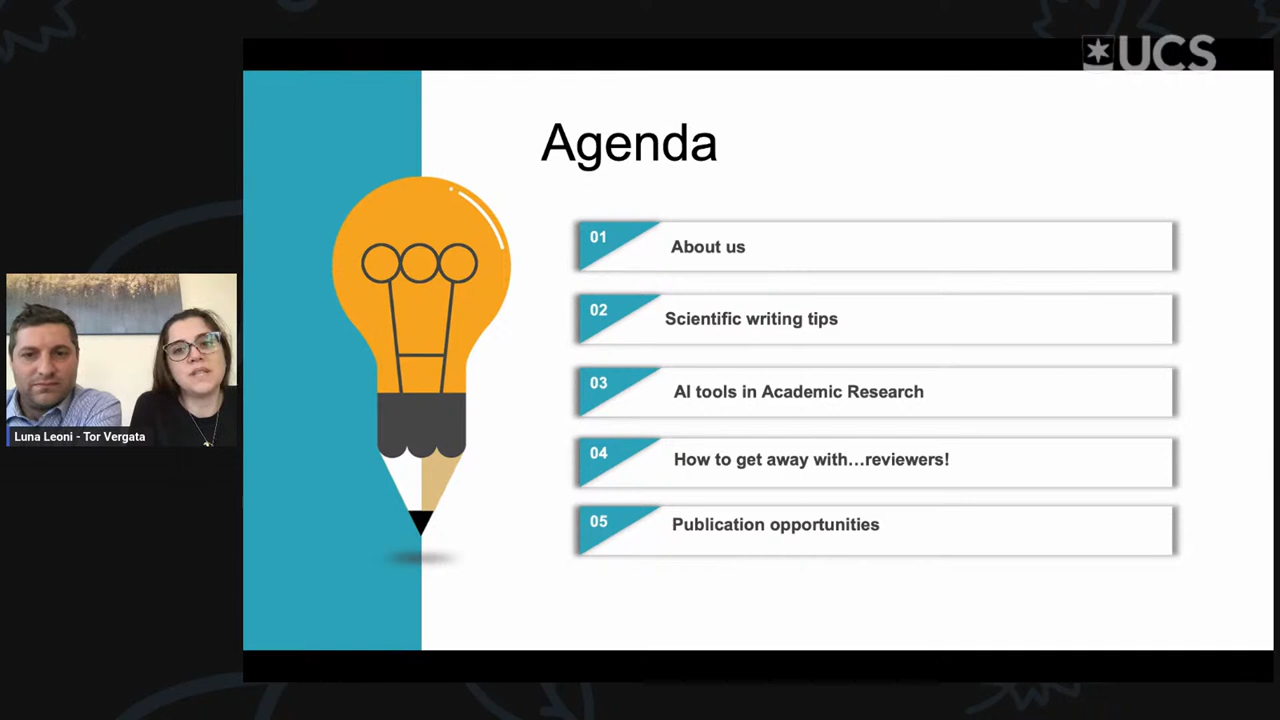 UCS
Agenda
01
About us
02
Scientific writing tips
03
AI tools in Academic Research
04
How to get away with…reviewers!
05
Publication opportunities
Luna Leoni - Tor Vergata